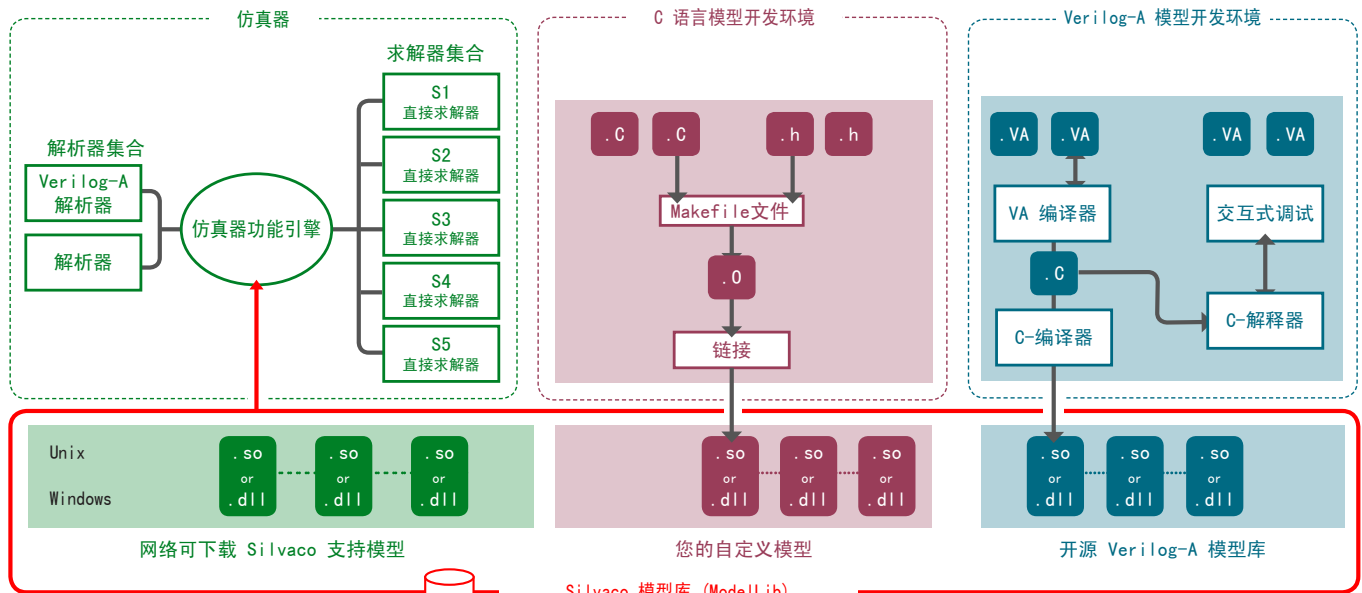 仿真器
求解器集合
S1
直接求解器
S2
直接求解器
S3
直接求解器
S4
直接求解器
S5
直接求解器
解析器集合
Verilog-A
解析器
解析器
仿真器功能引擎
C 语言模型开发环境
.C
.C
.h
.h
Makefile文件
.O
链接
Verilog-A 模型开发环境
.VA
.VA
.VA
.VA
VA 编译器
交互式调试
.C
C-编译器
C-解释器
Unix
Windows
.so
or
.dll
.so
or
.dll
.so
or
.dll
网络可下载 Silvaco 支持模型
.so
or
.dll
.so
or
.dll
.so
or
.dll
您的自定义模型
.so
or
.dll
.so
or
.dll
.so
or
.dll
开源 Verilog-A 模型库
Silvaco 模型库 (ModelLib)